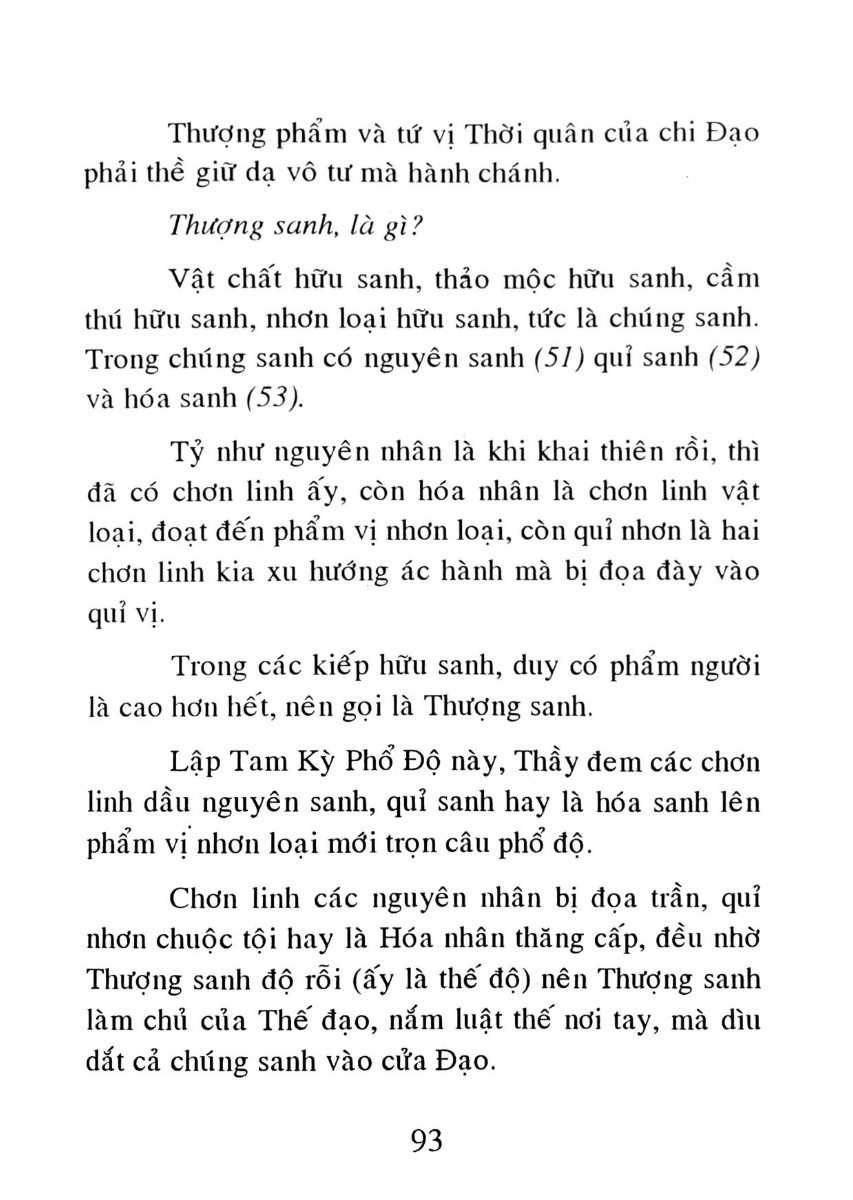 Thượng phẩm và tứ vị Thời quân của chi Đạo
phải thề giữ dạ vô tư mà hành chánh.
Thượng sanh, là gì?
Vật chất hữu sanh, thảo mộc hữu sanh, cầm
thú hữu sanh, nhơn loại hữu sanh, tức là chúng sanh.
Trong chúng sanh có nguyên sanh (51) quỉ sanh (52)
và hóa sanh (53).
Tỷ như nguyên nhân là khi khai thiên rồi, thì
đã có chơn linh ấy, còn hóa nhân là chơn linh vật
loại, đoạt đến phẩm vị nhơn loại, còn quỉ nhơn là hai
chơn linh kia xu hướng ác hành mà bị đọa đày vào
quỉ vị.
Trong các kiếp hữu sanh, duy có phẩm người
là cao hơn hết, nên gọi là Thượng sanh.
Lập Tam Kỳ Phổ Độ này, Thầy đem các chơn
linh dầu nguyên sanh, quỉ sanh hay là hóa sanh lên
phẩm vị nhơn loại mới trọn câu phổ độ.
Chơn linh các nguyên nhân bị đọa trần, quỉ
nhơn chuộc tội hay là Hóa nhân thăng cấp, đều nhờ
Thượng sanh độ rỗi (ấy là thế độ) nên Thượng sanh
làm chủ của Thế đạo, nắm luật thế nơi tay, mà dìu
dắt cả chúng sanh vào cửa Đạo.
93